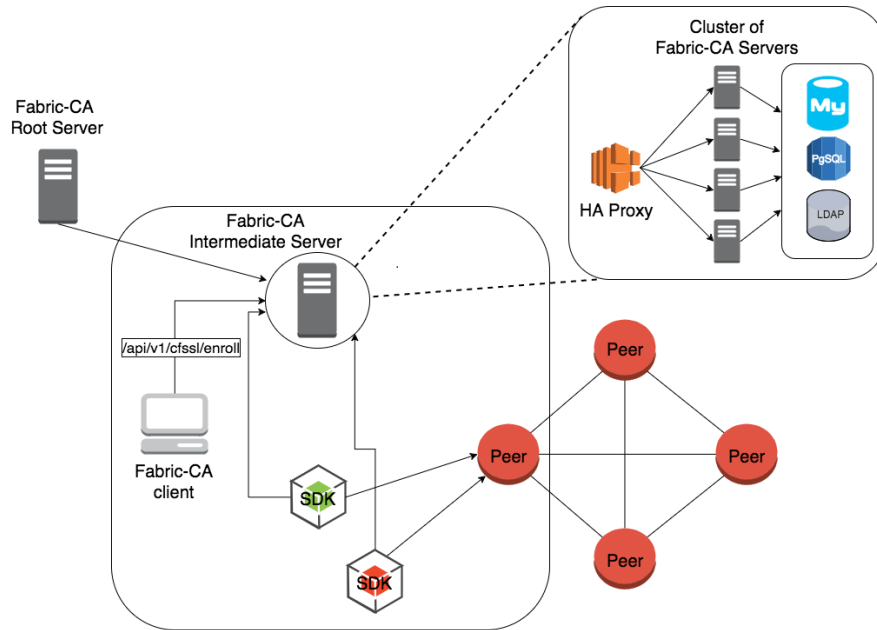 Cluster of
Fabric-CA Servers
My
PgSQL
LDAP
HA Proxy
Fabric-CA
Root Server
Fabric-CA
Intermediate Server
/api/v1/cfssl/enroll
Fabric-CA
client
SDK
SDK
Peer
Peer
Peer
Peer